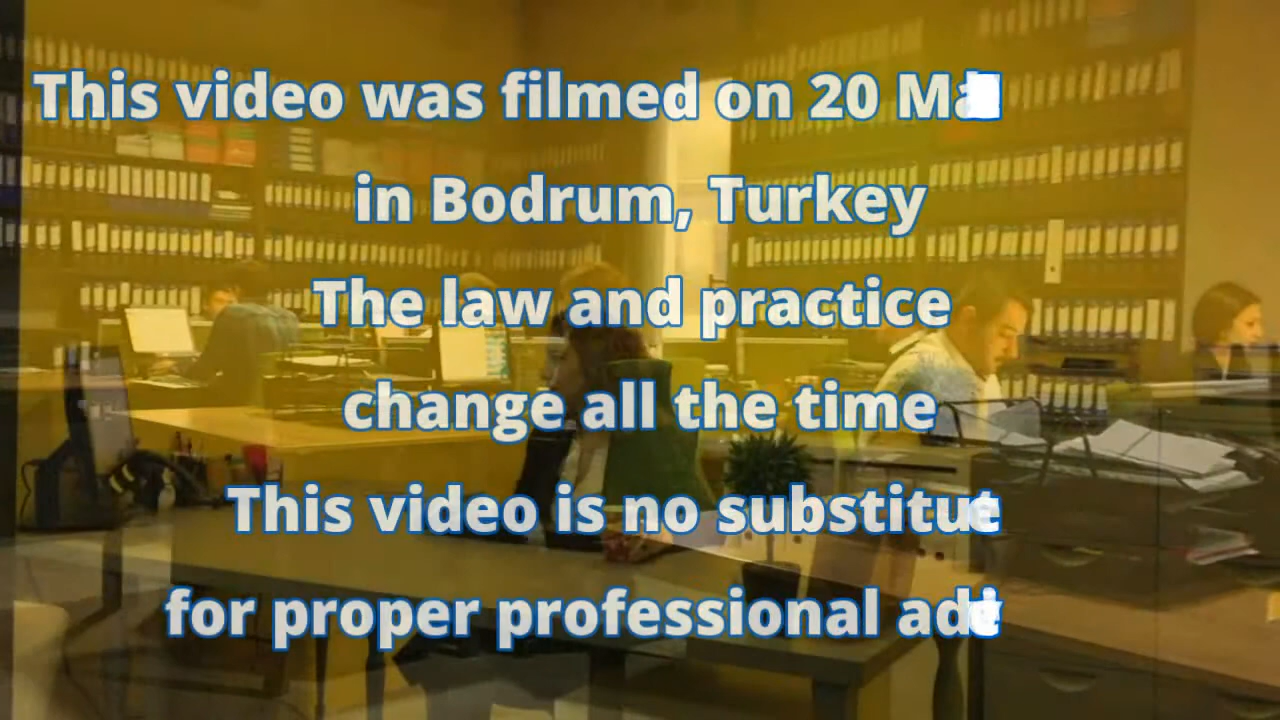 This video was filmed on 20
in Bodrum, Turkey
The law and practice
change all the time
This video is no
for proper professional